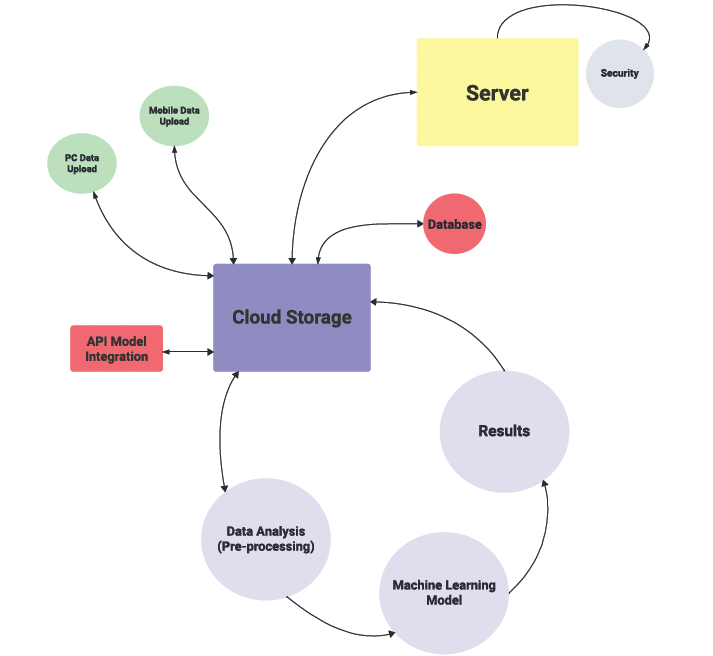 Security
Server
Mobile Data
Upload
PC Data
Upload
Database
Cloud Storage
API Model
Integration
Results
Data Analysis
(Pre-processing)
Machine Learning
Model